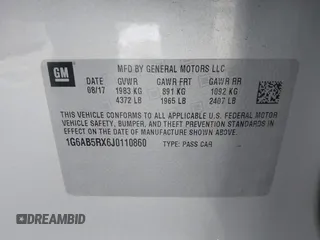 GM
MFD BY GENERAL MOTORS LLC
DATE GVWR GAWR FRT GAWR RR
08/17 1983 KG 891 KG 1092 KG
4372 LB 1965 LB 2407 LB
THIS VEHICLE CONFORMS TO ALL APPLICABLE U.S. FEDERAL MOTOR
VEHICLE SAFETY, BUMPER, AND THEFT PREVENTION STANDARDS
IN EFFECT ON THE DATE OF MANUFACTURE SHOWN ABOVE.
1G6AB5RX6J0110860 TYPE: PASS CAR
DREAMBID